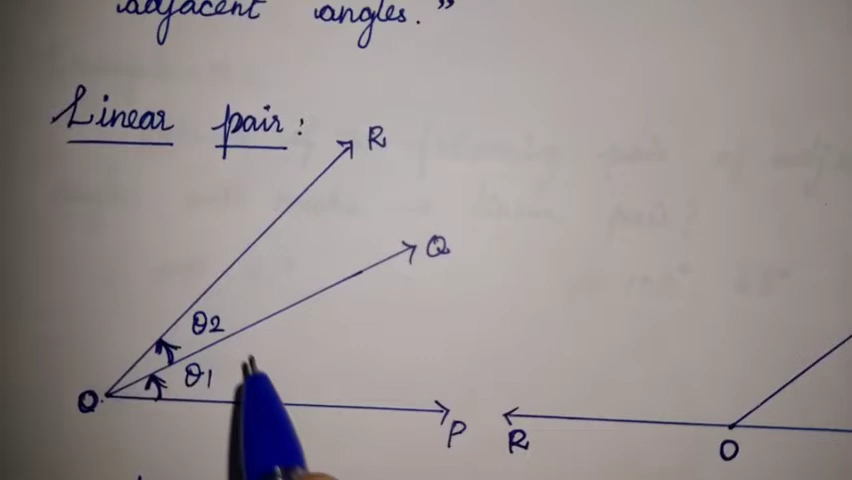 adjacent angles."
Linear pair:
R
Q
θ2
θ1
O
P
R
O